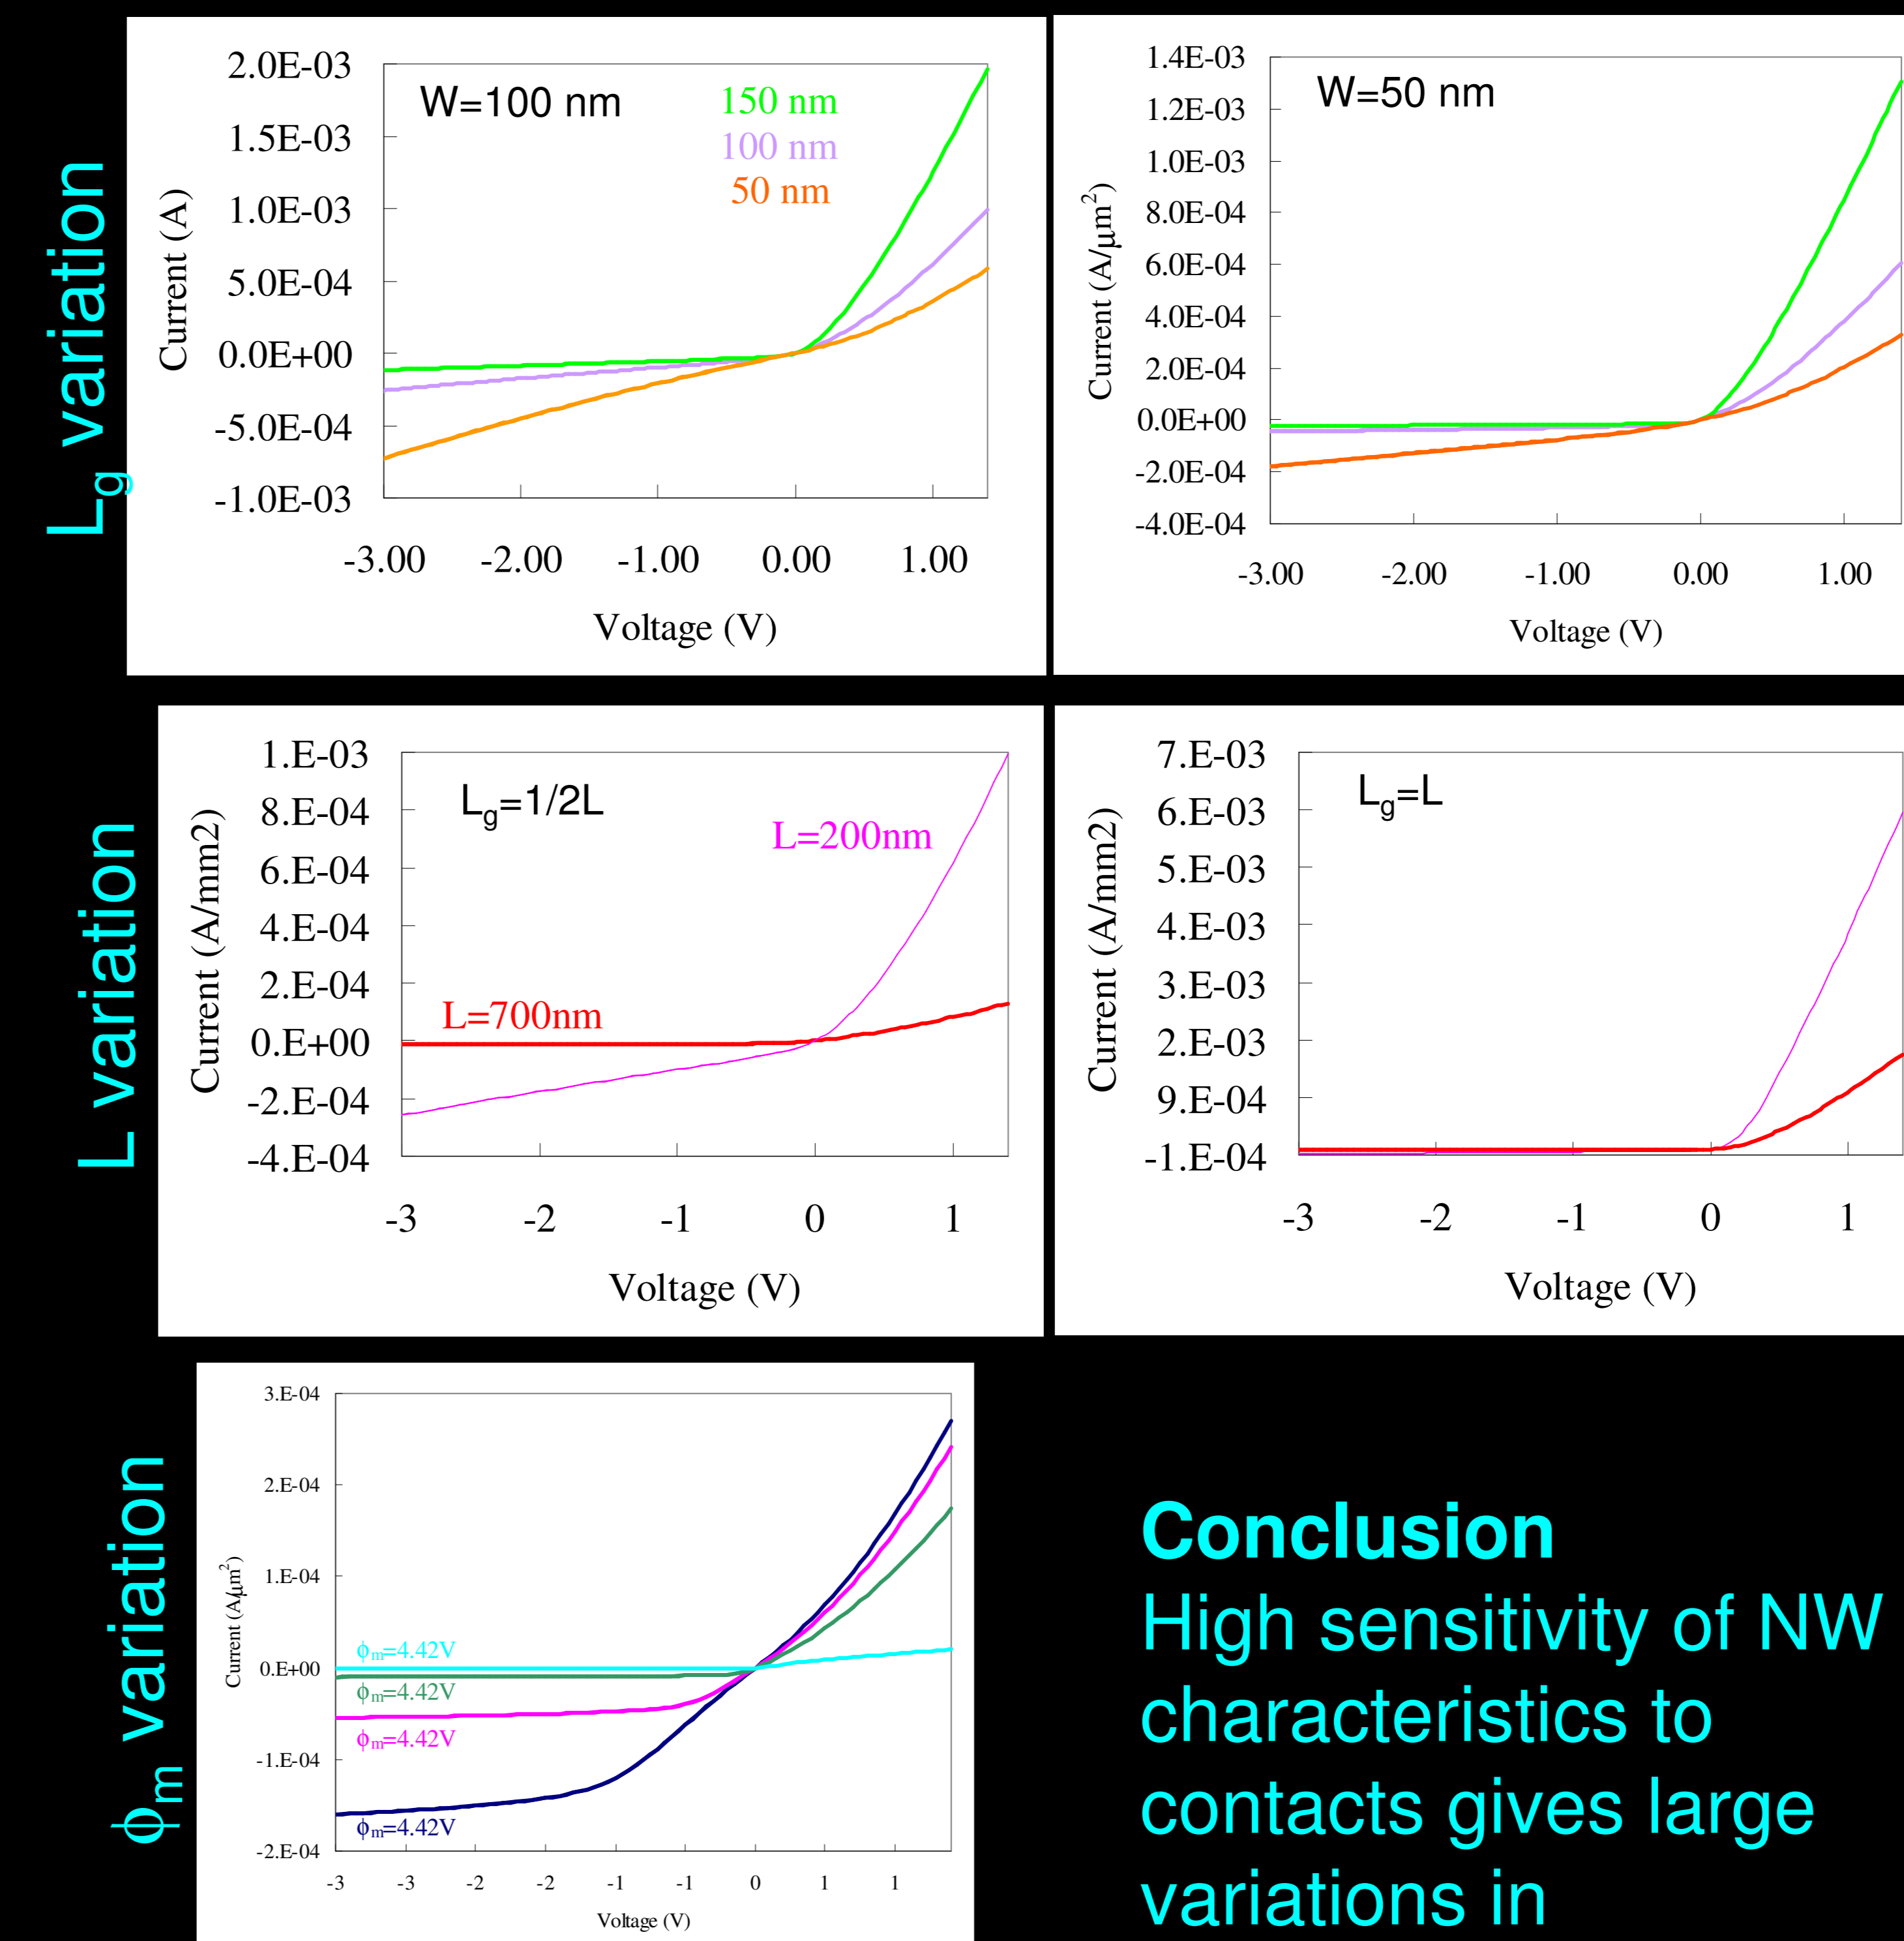 Lg variation
2.0E-03
1.5E-03
1.0E-03
5.0E-04
0.0E+00
-5.0E-04
-1.0E-03
Current (A)
W=100 nm
150 nm
100 nm
50 nm
-3.00 -2.00 -1.00 0.00 1.00
Voltage (V)
1.4E-03
1.2E-03
1.0E-03
8.0E-04
6.0E-04
4.0E-04
2.0E-04
0.0E+00
-2.0E-04
-4.0E-04
Current (A/μm²)
W=50 nm
-3.00 -2.00 -1.00 0.00 1.00
Voltage (V)
L variation
1.E-03
8.E-04
6.E-04
4.E-04
2.E-04
0.E+00
-2.E-04
-4.E-04
Current (A/mm2)
Lg=1/2L
L=200nm
L=700nm
-3 -2 -1 0 1
Voltage (V)
7.E-03
6.E-03
5.E-03
4.E-03
3.E-03
2.E-03
9.E-04
-1.E-04
Current (A/mm2)
Lg=L
-3 -2 -1 0 1
Voltage (V)
ϕm variation
3.E-04
2.E-04
1.E-04
0.E+00
-1.E-04
-2.E-04
Current (A/μm²)
ϕm=4.42V
ϕm=4.42V
ϕm=4.42V
ϕm=4.42V
-3 -3 -2 -2 -1 -1 0 1 1
Voltage (V)
Conclusion
High sensitivity of NW
characteristics to
contacts gives large
variations in